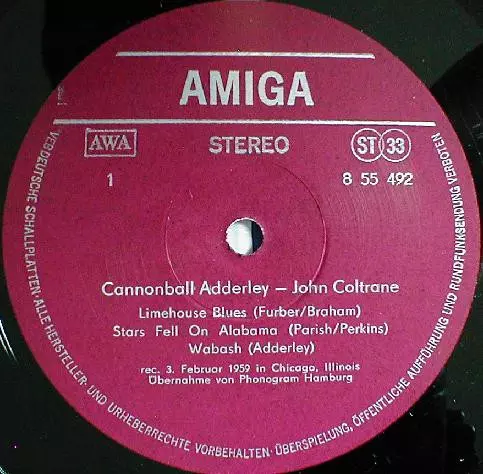 AMIGA
AWA
STEREO
ST 33
1
8 55 492
Cannonball Adderley – John Coltrane
Limehouse Blues (Furber/Braham)
Stars Fell On Alabama (Parish/Perkins)
Wabash (Adderley)
rec. 3. Februar 1959 in Chicago, Illinois
Übernahme von Phonogram Hamburg
VEB DEUTSCHE SCHALLPLATTEN · ALLE HERSTELLER- UND URHEBERRECHTE VORBEHALTEN · ÜBERSPIELUNG, ÖFFENTLICHE AUFFÜHRUNG UND RUNDFUNKSENDUNG VERBOTEN